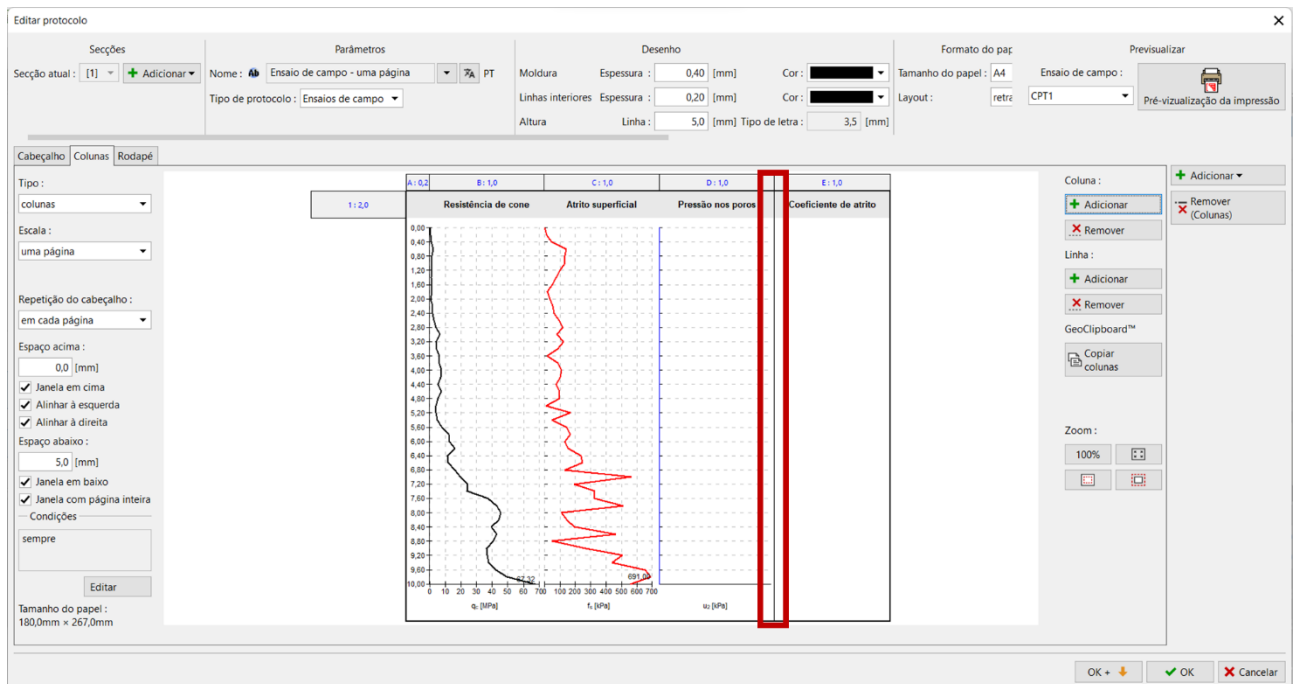 Editar protocolo
Secções Parâmetros Desenho Formato do pap Previsualizar
Secção atual : [1] Adicionar Nome : Ab Ensaio de campo - uma página PT Moldura Espessura : 0,40 [mm] Cor : Tamanho do papel : A4 Ensaio de campo :
Tipo de protocolo : Ensaios de campo Linhas interiores Espessura : 0,20 [mm] Cor : Layout : retra CPT1 Pré-vizualização da impressão
Altura Linha : 5,0 [mm] Tipo de letra : 3,5 [mm]
Cabeçalho Colunas Rodapé
Tipo :
colunas
Escala :
uma página
Repetição do cabeçalho :
em cada página
Espaço acima :
0,0 [mm]
Janela em cima
Alinhar à esquerda
Alinhar à direita
Espaço abaixo :
5,0 [mm]
Janela em baixo
Janela com página inteira
Condições
sempre
Editar
Tamanho do papel :
180,0mm × 267,0mm
A : 0,2 B : 1,0 C : 1,0 D : 1,0 E : 1,0
1 : 2,0 Resistência de cone Atrito superficial Pressão nos poros Coeficiente de atrito
0,00
0,40
0,80
1,20
1,60
2,00
2,40
2,80
3,20
3,60
4,00
4,40
4,80
5,20
5,60
6,00
6,40
6,80
7,20
7,60
8,00
8,40
8,80
9,20
9,60
67,32 691,00
10,00
0 10 20 30 40 50 60 70 0 100 200 300 400 500 600 700
qc [MPa] fs [kPa] u2 [kPa]
Coluna :
Adicionar
Remover
Linha :
Adicionar
Remover
GeoClipboard™
Copiar
colunas
Zoom :
100%
Adicionar
Remover
(Colunas)
OK + OK Cancelar